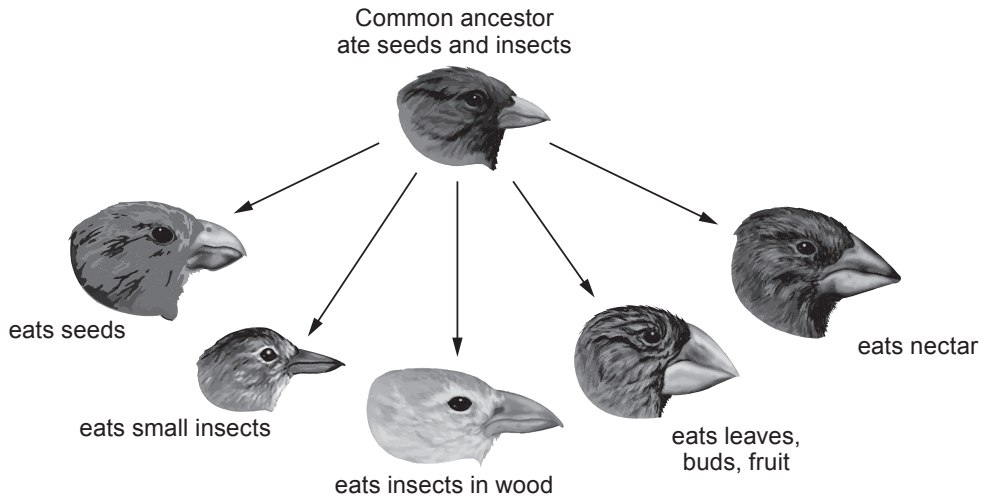 Common ancestor
ate seeds and insects
eats seeds
eats small insects
eats insects in wood
eats leaves,
buds, fruit
eats nectar